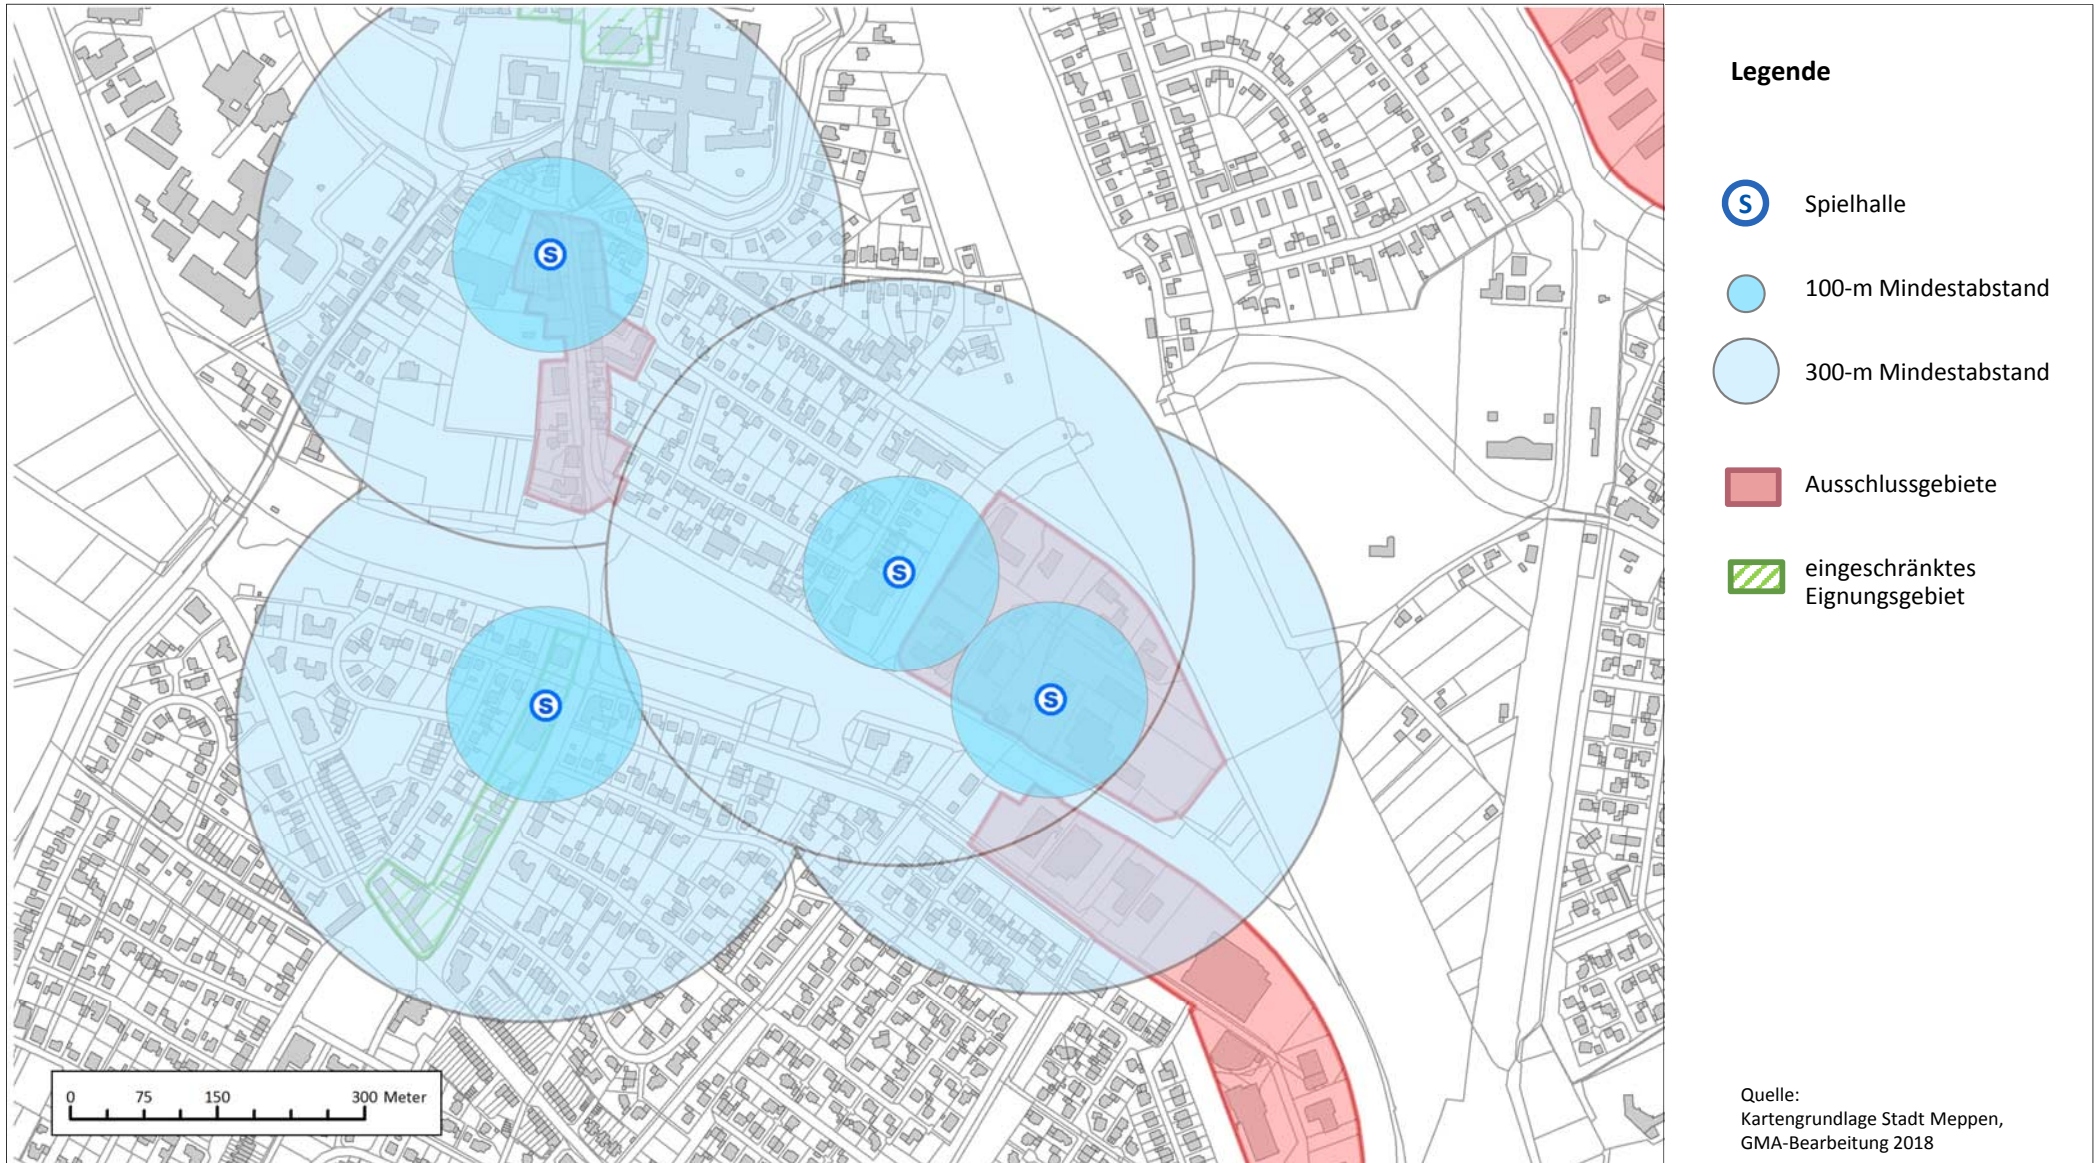 Legende
S Spielhalle
100-m Mindestabstand
300-m Mindestabstand
Ausschlussgebiete
eingeschränktes
Eignungsgebiet
S
S
S
S
0 75 150 300 Meter
Quelle:
Kartengrundlage Stadt Meppen,
GMA-Bearbeitung 2018